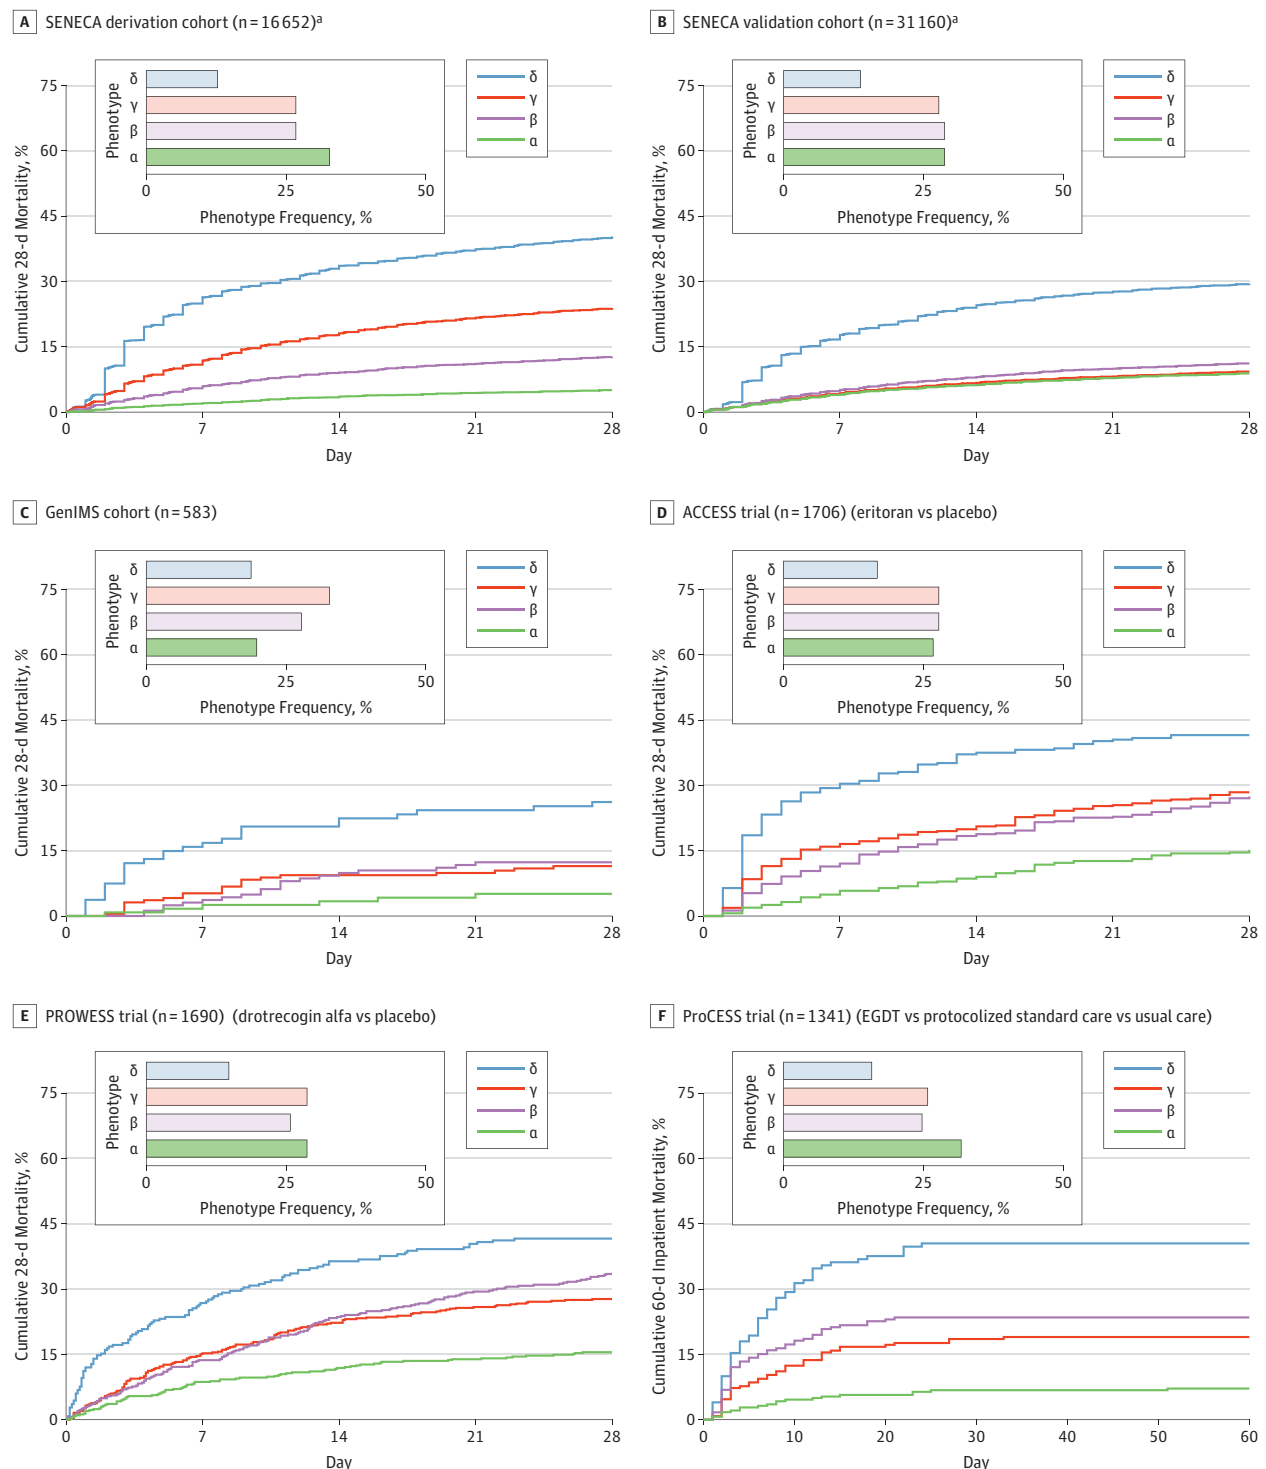 A SENECA derivation cohort (n = 16 652)ª
Cumulative 28-d Mortality, %
75
60
45
30
15
0
0 7 14 21 28
Day
Phenotype
δ
γ
β
α
0 25 50
Phenotype Frequency, %
δ
γ
β
α
B SENECA validation cohort (n = 31 160)ª
Cumulative 28-d Mortality, %
75
60
45
30
15
0
0 7 14 21 28
Day
Phenotype
δ
γ
β
α
0 25 50
Phenotype Frequency, %
δ
γ
β
α
C GenIMS cohort (n = 583)
Cumulative 28-d Mortality, %
75
60
45
30
15
0
0 7 14 21 28
Day
Phenotype
δ
γ
β
α
0 25 50
Phenotype Frequency, %
δ
γ
β
α
D ACCESS trial (n = 1706) (eritoran vs placebo)
Cumulative 28-d Mortality, %
75
60
45
30
15
0
0 7 14 21 28
Day
Phenotype
δ
γ
β
α
0 25 50
Phenotype Frequency, %
δ
γ
β
α
E PROWESS trial (n = 1690) (drotrecogin alfa vs placebo)
Cumulative 28-d Mortality, %
75
60
45
30
15
0
0 7 14 21 28
Day
Phenotype
δ
γ
β
α
0 25 50
Phenotype Frequency, %
δ
γ
β
α
F ProCESS trial (n = 1341) (EGDT vs protocolized standard care vs usual care)
Cumulative 60-d Inpatient Mortality, %
75
60
45
30
15
0
0 10 20 30 40 50 60
Day
Phenotype
δ
γ
β
α
0 25 50
Phenotype Frequency, %
δ
γ
β
α